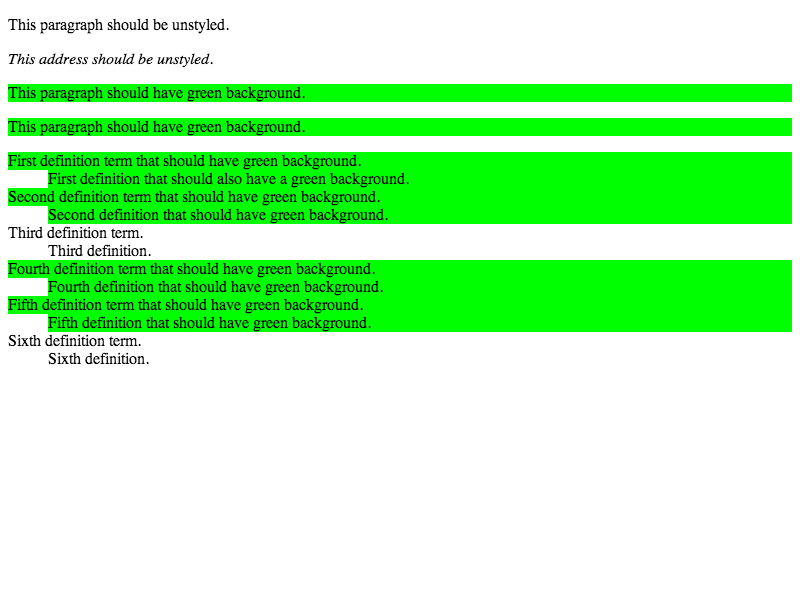 This paragraph should be unstyled.
This address should be unstyled.
This paragraph should have green background.
This paragraph should have green background.
First definition term that should have green background.
First definition that should also have a green background.
Second definition term that should have green background.
Second definition that should have green background.
Third definition term.
Third definition.
Fourth definition term that should have green background.
Fourth definition that should have green background.
Fifth definition term that should have green background.
Fifth definition that should have green background.
Sixth definition term.
Sixth definition.